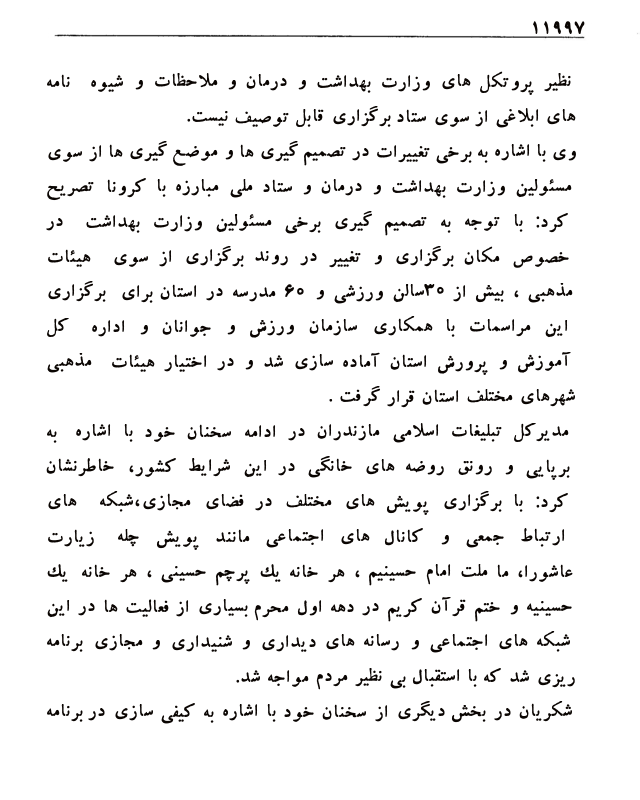 ۱۱۹۹۷
نظیر پروتکل های وزارت بهداشت و درمان و ملاحظات و شیوه نامه
های ابلاغی از سوی ستاد برگزاری قابل توصیف نیست.
وی با اشاره به برخی تغییرات در تصمیم گیری ها و موضع گیری ها از سوی
مسئولین وزارت بهداشت و درمان و ستاد ملی مبارزه با کرونا تصریح
کرد: با توجه به تصمیم گیری برخی مسئولین وزارت بهداشت در
خصوص مکان برگزاری و تغییر در روند برگزاری از سوی هیئات
مذهبی ، بیش از ۳۰سالن ورزشی و ۶۰ مدرسه در استان برای برگزاری
این مراسمات با همکاری سازمان ورزش و جوانان و اداره کل
آموزش و پرورش استان آماده سازی شد و در اختیار هیئات مذهبی
شهرهای مختلف استان قرار گرفت .
مدیرکل تبلیغات اسلامی مازندران در ادامه سخنان خود با اشاره به
برپایی و رونق روضه های خانگی در این شرایط کشور، خاطرنشان
کرد: با برگزاری پویش های مختلف در فضای مجازی،شبکه های
ارتباط جمعی و کانال های اجتماعی مانند پویش چله زیارت
عاشورا، ما ملت امام حسینیم ، هر خانه یك پرچم حسینی ، هر خانه یك
حسینیه و ختم قرآن کریم در دهه اول محرم بسیاری از فعالیت ها در این
شبکه های اجتماعی و رسانه های دیداری و شنیداری و مجازی برنامه
ریزی شد که با استقبال بی نظیر مردم مواجه شد.
شکریان در بخش دیگری از سخنان خود با اشاره به کیفی سازی در برنامه